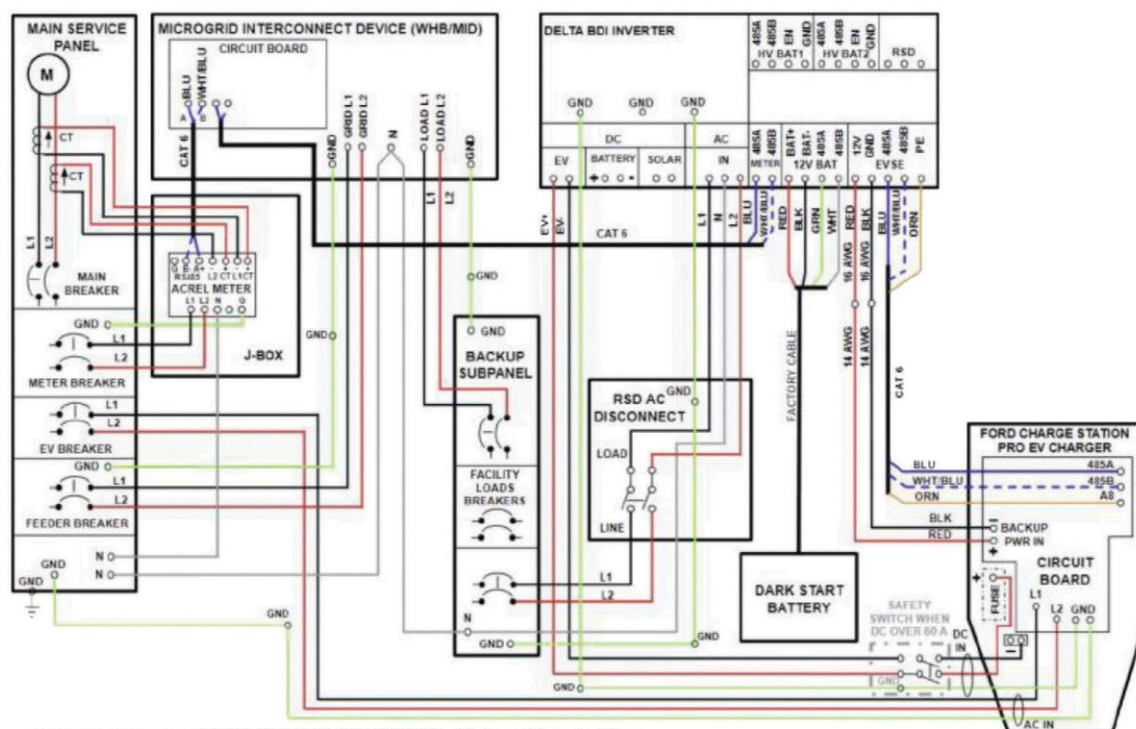 MAIN SERVICE
PANEL
M
CT
CT
L1
L2
MAIN
BREAKER
GND
L1
L2
METER BREAKER
L1
L2
EV BREAKER
GND
L1
L2
FEEDER BREAKER
N
N
GND
GND
MICROGRID INTERCONNECT DEVICE (WHB/MID)
CIRCUIT BOARD
BLU
WHT/BLU
A
B
CAT 6
GND
GRID L1
GRID L2
N
LOAD L1
LOAD L2
GND
L1
L2
G B- A+ - + - +
RS485 L2 CT L1CT
ACREL METER
L1 L2 N G
J-BOX
GND
GND
GND
BACKUP
SUBPANEL
FACILITY
LOADS
BREAKERS
L1
L2
N
GND
GND
DELTA BDI INVERTER
485A
485B
EN
GND
485A
485B
EN
GND
HV BAT1
HV BAT2
RSD
GND
GND
GND
DC
AC
EV
BATTERY
+ -
SOLAR
IN
485A
485B
METER
BAT+
BAT-
485A
485B
12V BAT
12V
GND
485A
485B
PE
EVSE
EV+
EV-
L1
N
L2
BLU
WHT/BLU
RED
BLK
GRN
WHT
RED
BLK
BLU
WHT/BLU
ORN
16 AWG
16 AWG
CAT 6
14 AWG
14 AWG
CAT 6
FACTORY CABLE
RSD AC
DISCONNECT
GND
LOAD
LINE
GND
DARK START
BATTERY
SAFETY
SWITCH WHEN
DC OVER 60 A
GND
GND
DC
IN
AC IN
FORD CHARGE STATION
PRO EV CHARGER
BLU
485A
WHT/BLU
485B
ORN
A8
BLK
RED
-
BACKUP
PWR IN
+
CIRCUIT
BOARD
+
FUSE
-
L1
L2
GND